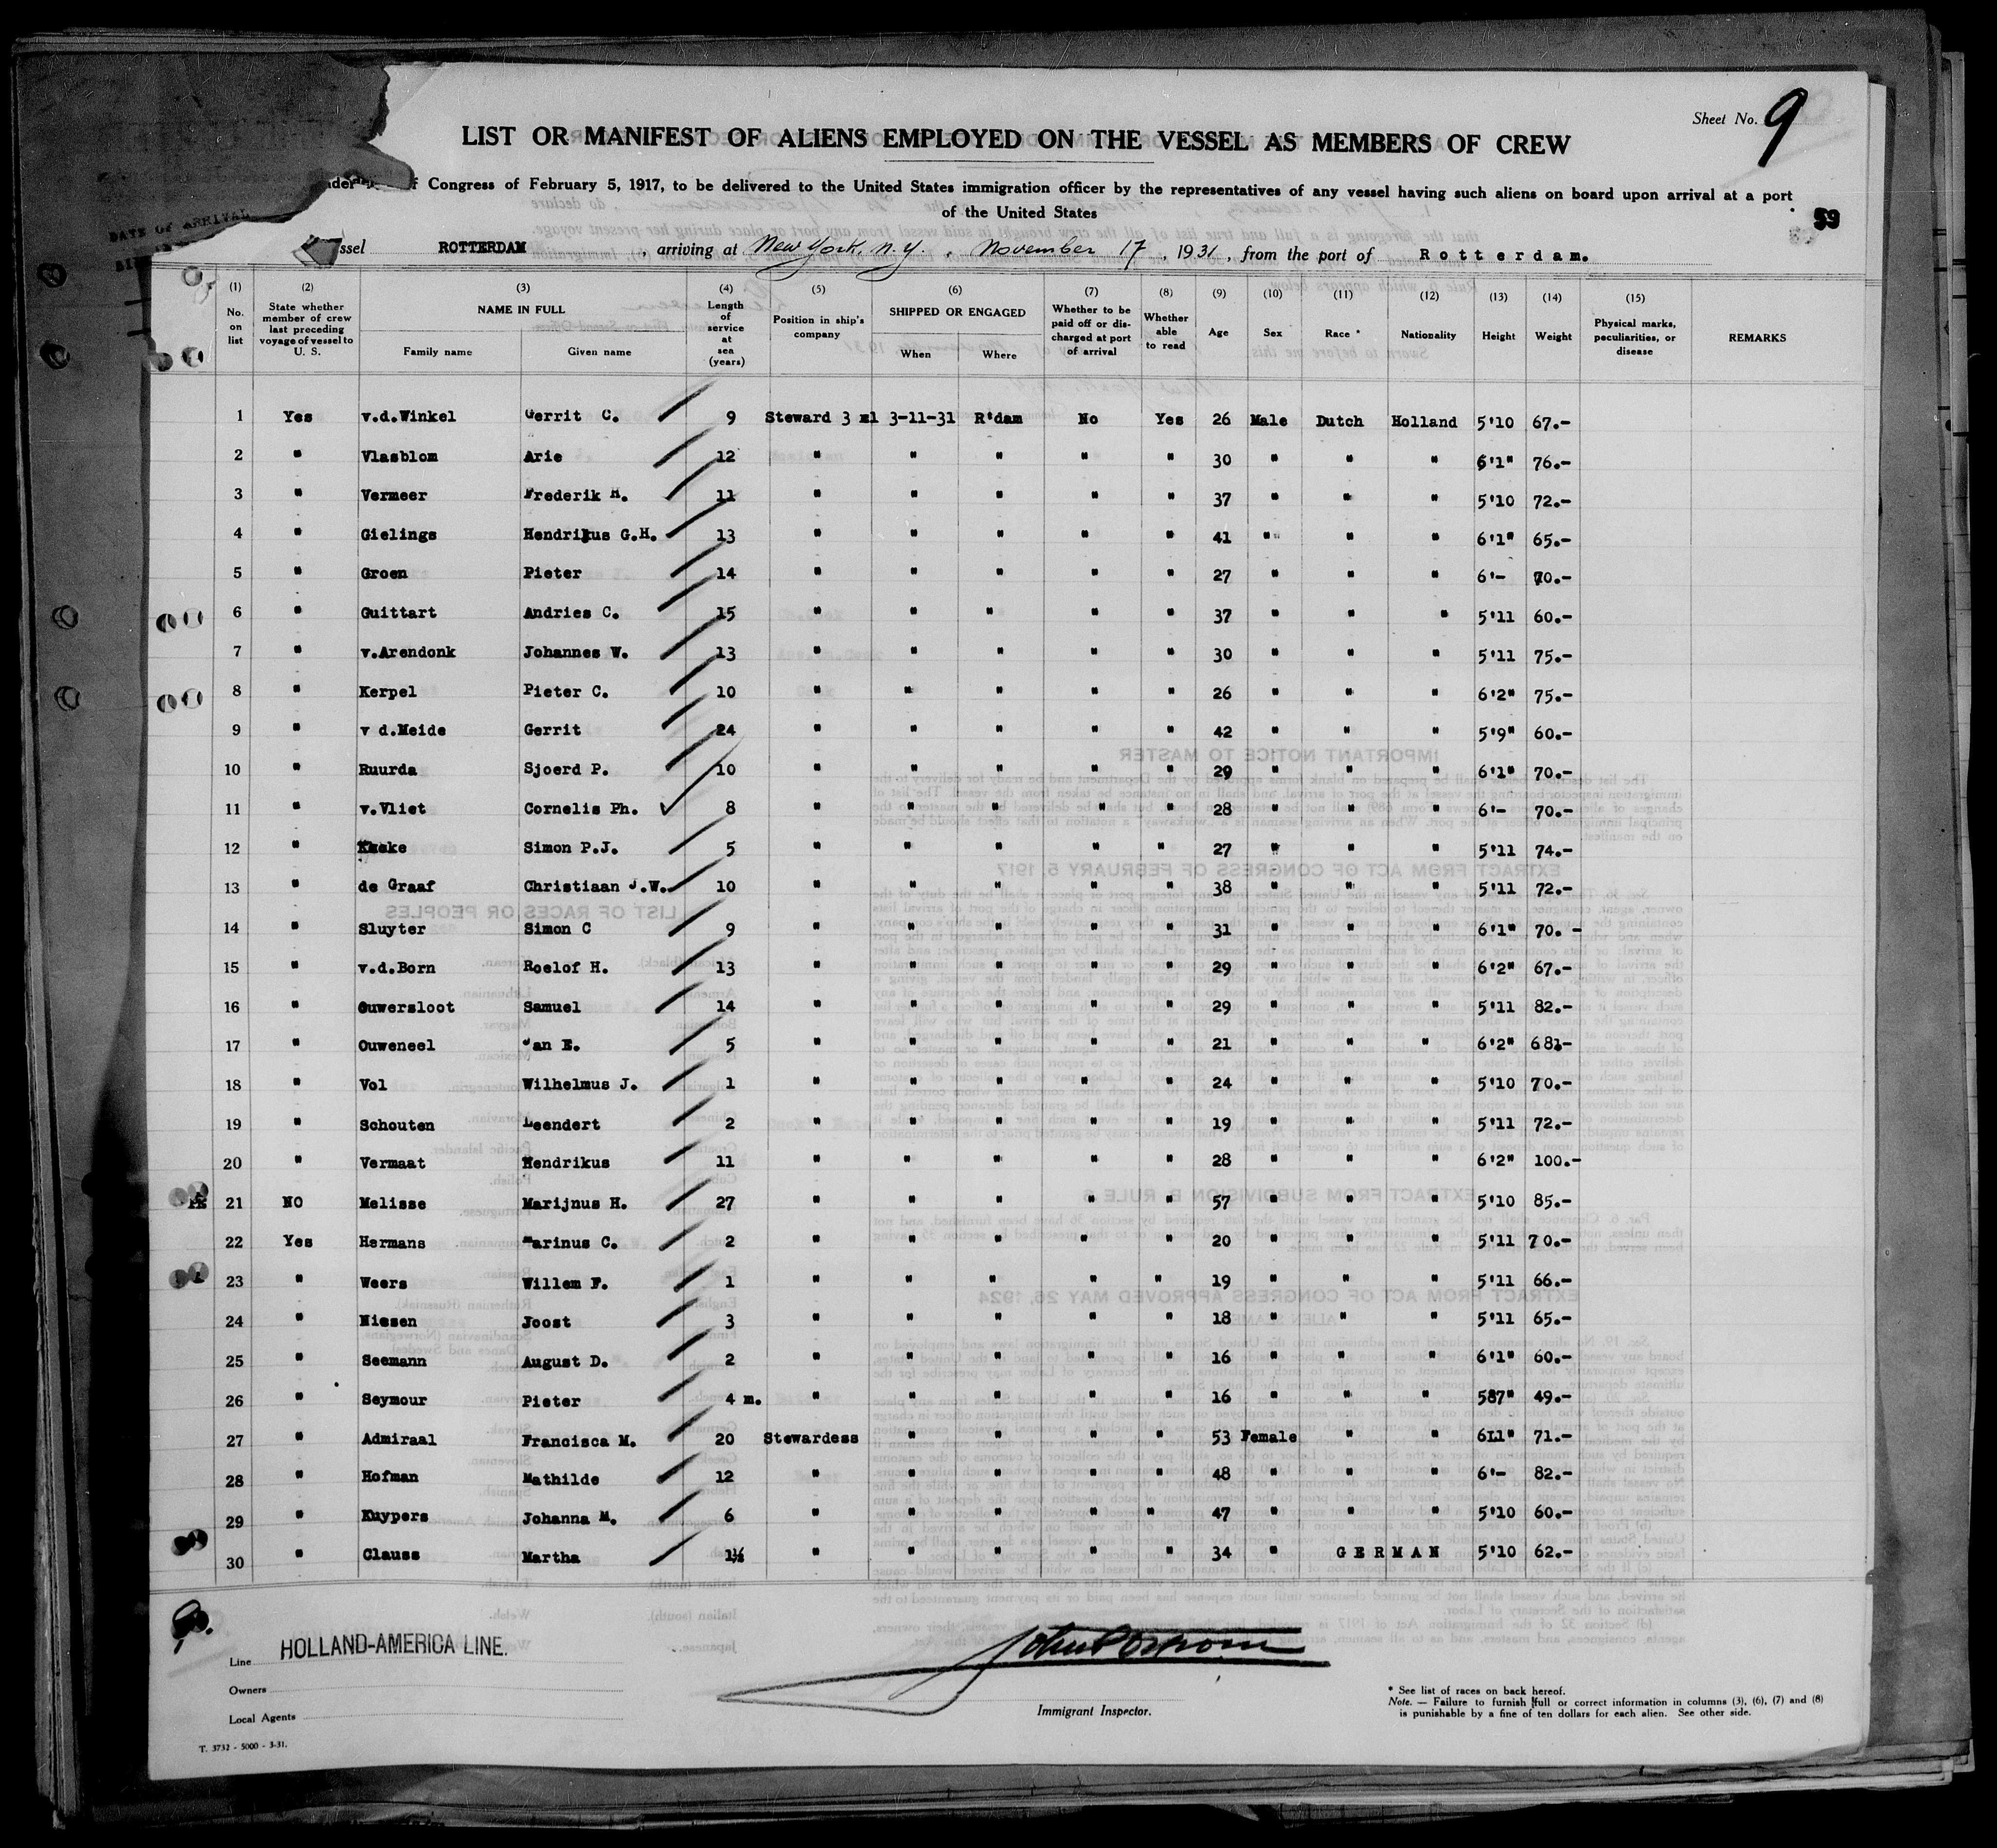 Sheet No. 9
LIST OR MANIFEST OF ALIENS EMPLOYED ON THE VESSEL AS MEMBERS OF CREW
f Congress of February 5, 1917, to be delivered to the United States immigration officer by the representatives of any vessel having such aliens on board upon arrival at a port
of the United States
59
DATE OF ARRIVAL
ssel ROTTERDAM , arriving at New York, N.Y. , November 17 , 1931 , from the port of Rotterdam.
(1) (2) (3) (4) (5) (6) (7) (8) (9) (10) (11) (12) (13) (14) (15)
No. on list State whether member of crew last preceding voyage of vessel to U. S. NAME IN FULL Family name Given name Length of service at sea (years) Position in ship's company SHIPPED OR ENGAGED When Where Whether to be paid off or discharged at port of arrival Whether able to read Age Sex Race * Nationality Height Weight Physical marks, peculiarities, or disease REMARKS
1 Yes v.d.Winkel Gerrit C. 9 Steward 3 ml 3-11-31 R'dam No Yes 26 Male Dutch Holland 5'10 67.-
2 " Vlasblom Arie 12 " " " " " 30 " " " 6'1" 76.-
3 " Vermeer Frederik H. 11 " " " " " 37 " " " 5'10 72.-
4 " Gielings Hendrikus G.H. 13 " " " " " 41 " " " 6'1" 65.-
5 " Groen Pieter 14 " " " " " 27 " " " 6'- 70.-
6 " Guittart Andries C. 15 " " " " " 37 " " " 5'11 60.-
7 " v.Arendonk Johannes W. 13 " " " " " 30 " " " 5'11 75.-
8 " Kerpel Pieter C. 10 " " " " " 26 " " " 6'2" 75.-
9 " v d.Meide Gerrit 24 " " " " " 42 " " " 5'9" 60.-
10 " Ruurda Sjoerd P. 10 " " " " " 29 " " " 6'1" 70.-
11 " v.Vliet Cornelis Ph. 8 " " " " " 28 " " " 6'- 70.-
12 " Simon P.J. 5 " " " " " 27 " " " 5'11 74.-
13 " de Graaf Christiaan J.W. 10 " " " " " 38 " " " 5'11 72.-
14 " Sluyter Simon C 9 " " " " " 31 " " " 6'1" 70. -
15 " v.d.Born Roelof H. 13 " " " " " 29 " " " 6'2" 67.-
16 " Ouwersloot Samuel 14 " " " " " 29 " " " 5'11 82.-
17 " Ouweneel Jan E. 5 " " " " " 21 " " " 6'2" 681-
18 " Vol Wilhelmus J. 1 " " " " " 24 " " " 5'10 70.-
19 " Schouten Leendert 2 " " " " " 19 " " " 5'11 72.-
20 " Vermaat Hendrikus 11 " " " " " 28 " " " 6'2" 100.-
21 NO Melisse Marijnus H. 27 " " " " " 57 " " " 5'10 85.-
22 Yes Hermans Marinus C. 2 " " " " " 20 " " " 5'11 70.-
23 " Weers Willem F. 1 " " " " " 19 " " " 5'11 66.-
24 " Niesen Joost 3 " " " " " 18 " " " 5'11 65.-
25 " Seemann August D. 2 " " " " " 16 " " " 6'1" 60.-
26 " Seymour Pieter 4 m. " " " " " 16 " " " 587" 49.-
27 " Admiraal Francisca M. 20 Stewardess " " " " 53 Female " " 6L1" 71.-
28 " Hofman Mathilde 12 " " " " " 48 " " " 6'- 82.-
29 " Kuypers Johanna M. 6 " " " " " 47 " " " 5'10 60.-
30 " Clauss Martha 1½ " " " " " 34 " GERMAN 5'10 62.-
Line HOLLAND-AMERICA LINE.
Owners
Local Agents
Immigrant Inspector.
* See list of races on back hereof.
Note. — Failure to furnish full or correct information in columns (3), (6), (7) and (8)
is punishable by a fine of ten dollars for each alien. See other side.
T. 3732 - 5000 - 3-31.